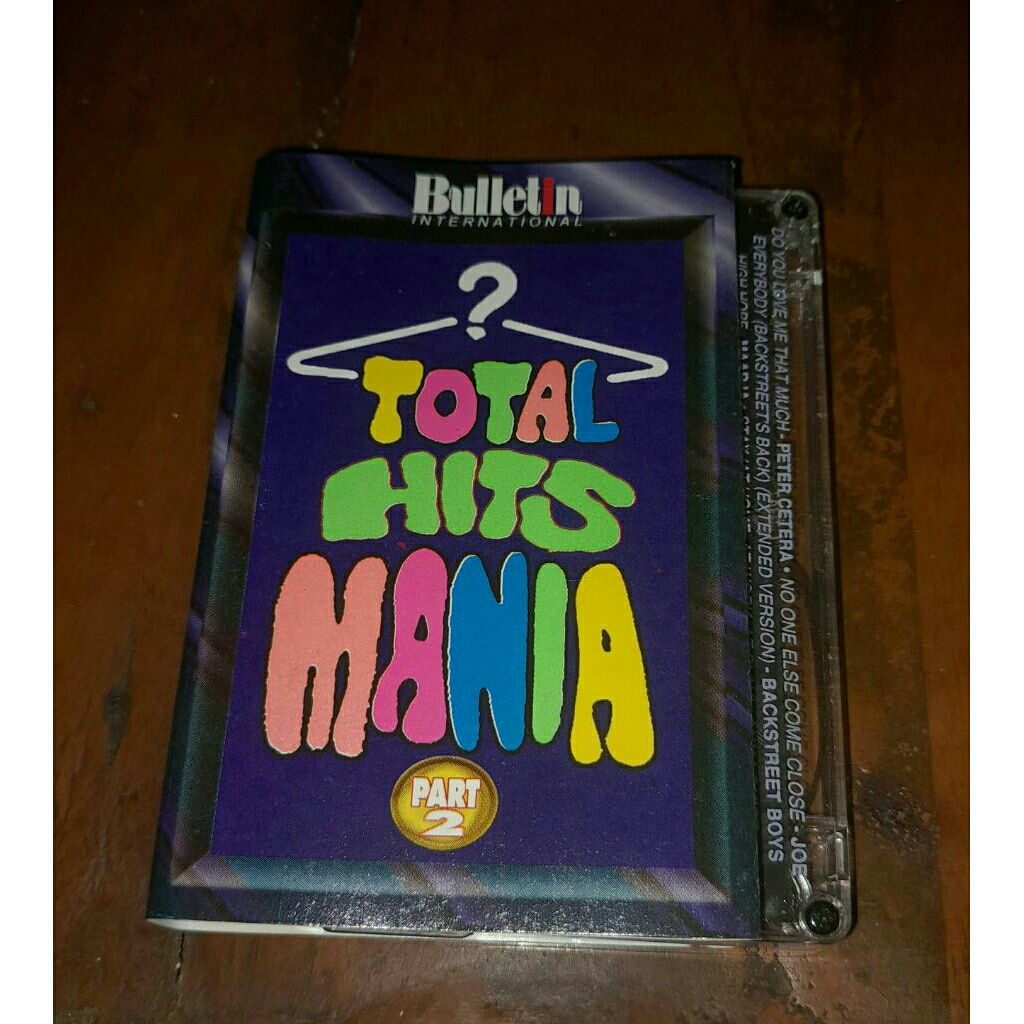 Bulletin
INTERNATIONAL
?
TOTAL
HITS
MANIA
PART
2
DO YOU LOVE ME THAT MUCH - PETER CETERA • NO ONE ELSE COME CLOSE - JOE
EVERYBODY (BACKSTREET'S BACK) (EXTENDED VERSION) - BACKSTREET BOYS